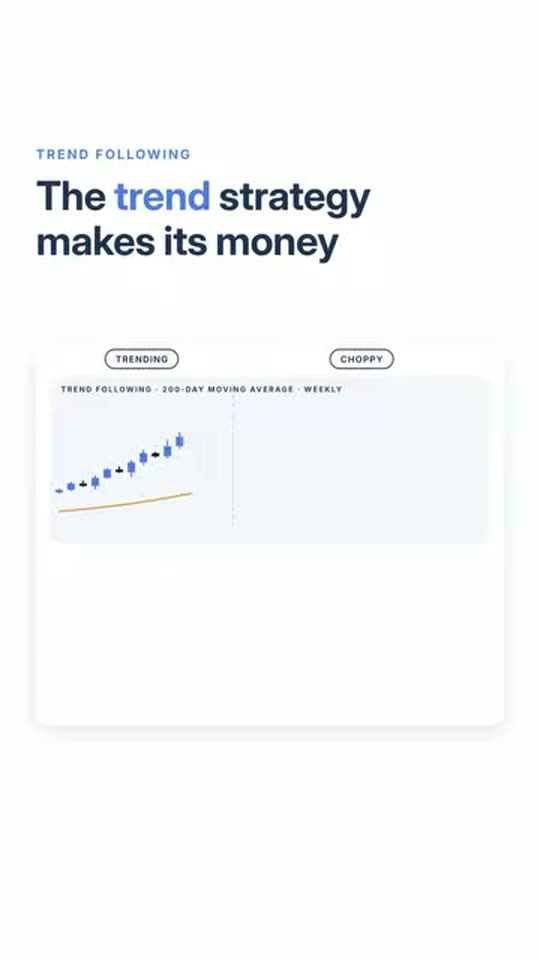 TREND FOLLOWING
The trend strategy
makes its money
TRENDING
CHOPPY
TREND FOLLOWING · 200-DAY MOVING AVERAGE · WEEKLY